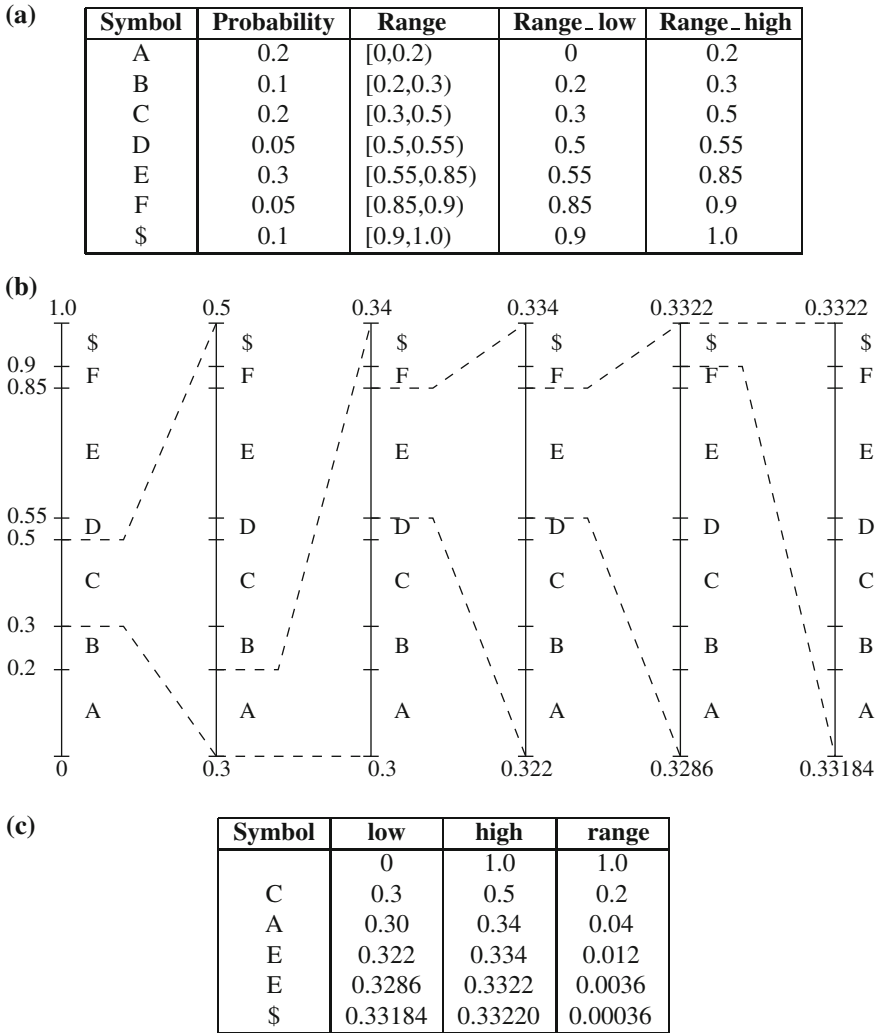 (a)
Symbol Probability Range Range_low Range_high
A 0.2 [0,0.2) 0 0.2
B 0.1 [0.2,0.3) 0.2 0.3
C 0.2 [0.3,0.5) 0.3 0.5
D 0.05 [0.5,0.55) 0.5 0.55
E 0.3 [0.55,0.85) 0.55 0.85
F 0.05 [0.85,0.9) 0.85 0.9
$ 0.1 [0.9,1.0) 0.9 1.0
(b)
1.0 0.5 0.34 0.334 0.3322 0.3322
$ $ $ $ $ $
0.9
F F F F F F
0.85
E E E E E E
0.55
D D D D D D
0.5
C C C C C C
0.3
B B B B B B
0.2
A A A A A A
0 0.3 0.3 0.322 0.3286 0.33184
(c)
Symbol low high range
0 1.0 1.0
C 0.3 0.5 0.2
A 0.30 0.34 0.04
E 0.322 0.334 0.012
E 0.3286 0.3322 0.0036
$ 0.33184 0.33220 0.00036